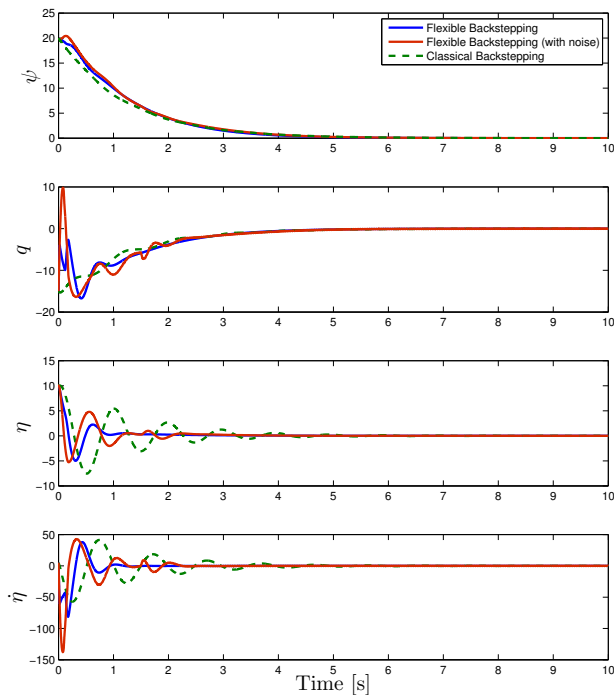 25
20
15
10
5
0
ψ
0 1 2 3 4 5 6 7 8 9 10
Flexible Backstepping
Flexible Backstepping (with noise)
Classical Backstepping
10
0
−10
−20
q
0 1 2 3 4 5 6 7 8 9 10
15
10
5
0
−5
−10
η
0 1 2 3 4 5 6 7 8 9 10
50
0
−50
−100
−150
η̇
0 1 2 3 4 5 6 7 8 9 10
Time [s]